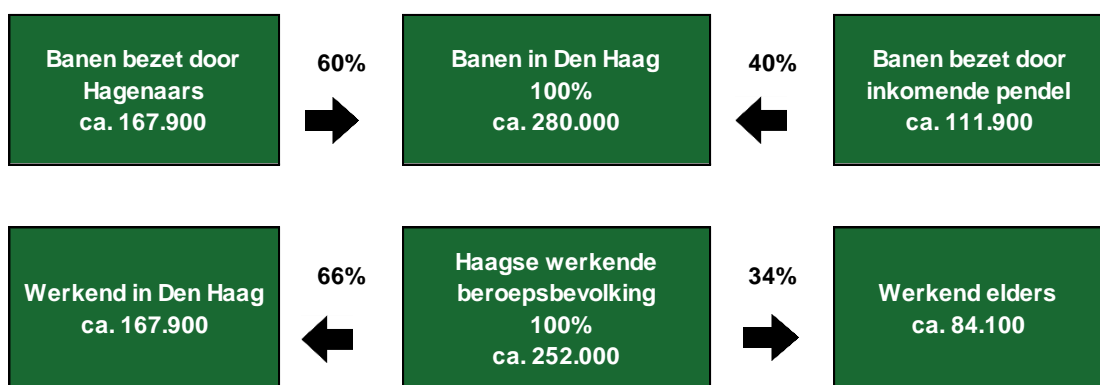 Banen bezet door
Hagenaars
ca. 167.900
60%
Banen in Den Haag
100%
ca. 280.000
40%
Banen bezet door
inkomende pendel
ca. 111.900
Werkend in Den Haag
ca. 167.900
66%
Haagse werkende
beroepsbevolking
100%
ca. 252.000
34%
Werkend elders
ca. 84.100